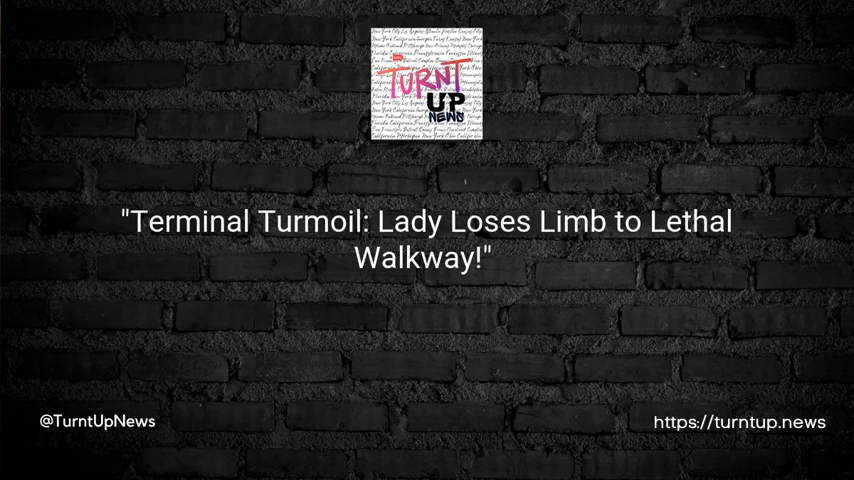 TURNT
UP
NEWS
"Terminal Turmoil: Lady Loses Limb to Lethal
Walkway!"
@TurntUpNews
https://turntup.news